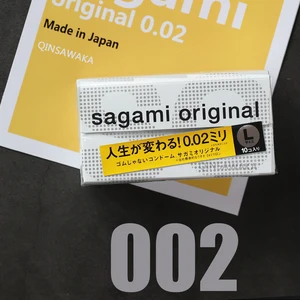 sagami
original 0.02
Made in Japan
QINSAWAKA
sagami original
人生が変わる!0.02ミリ
ゴムじゃないコンドーム、サガミオリジナル
L
10コ入り
002